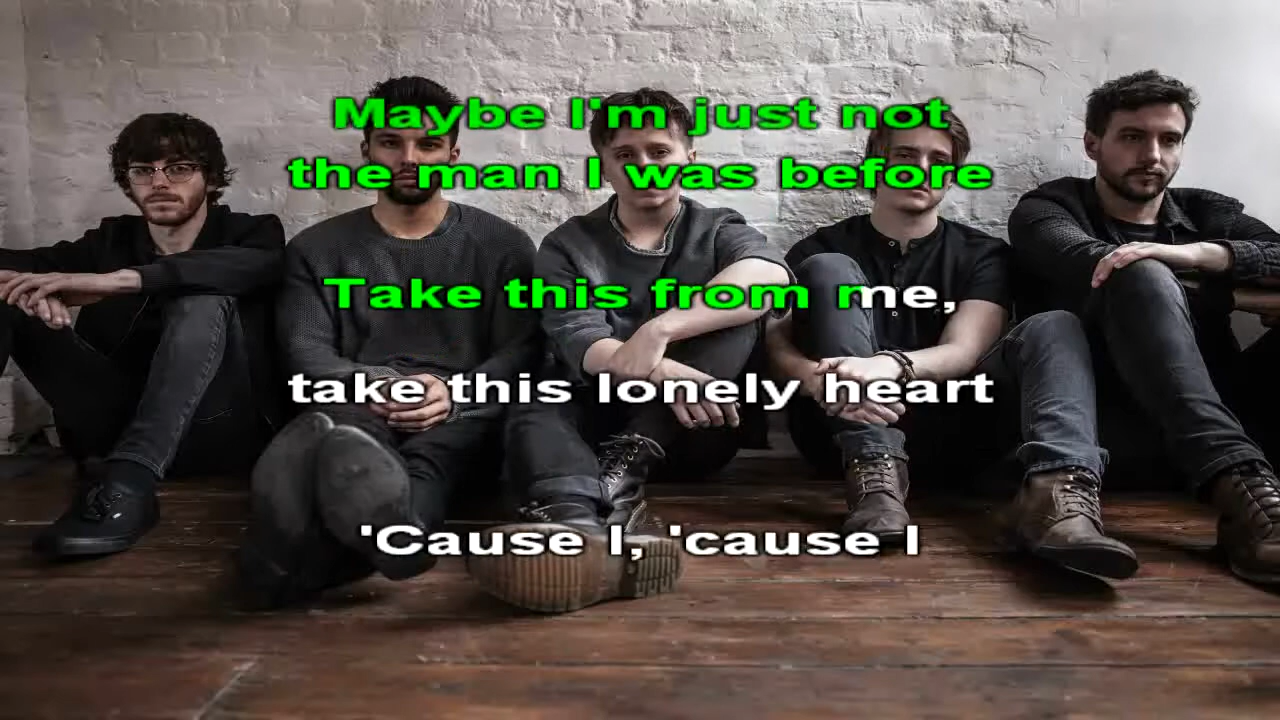 Maybe I'm just not
the man I was before
Take this from me,
take this lonely heart
'Cause I, 'cause I